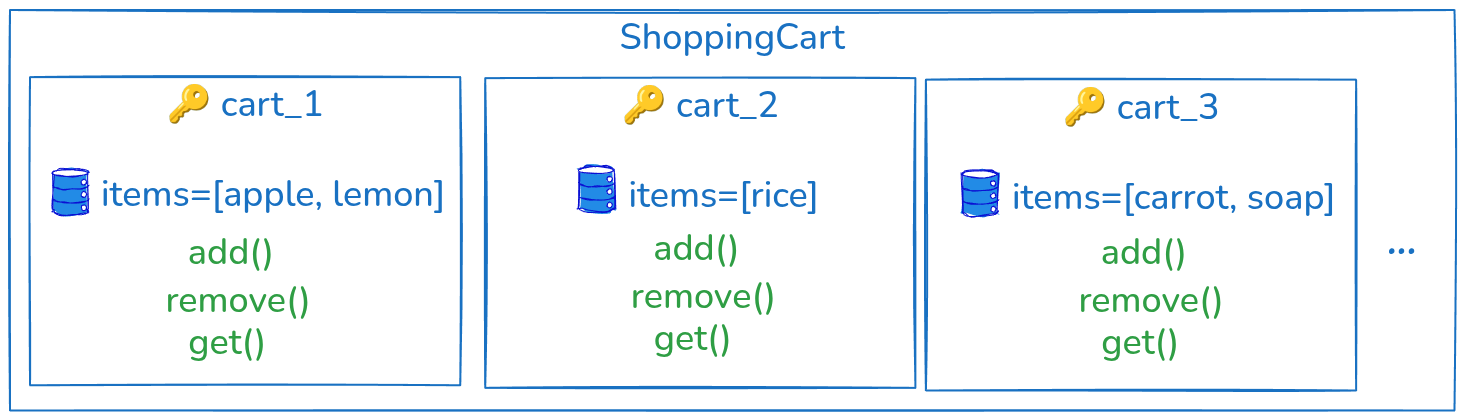 ShoppingCart
cart_1
items=[apple, lemon]
add()
remove()
get()
cart_2
items=[rice]
add()
remove()
get()
cart_3
items=[carrot, soap]
add()
remove()
get()
...